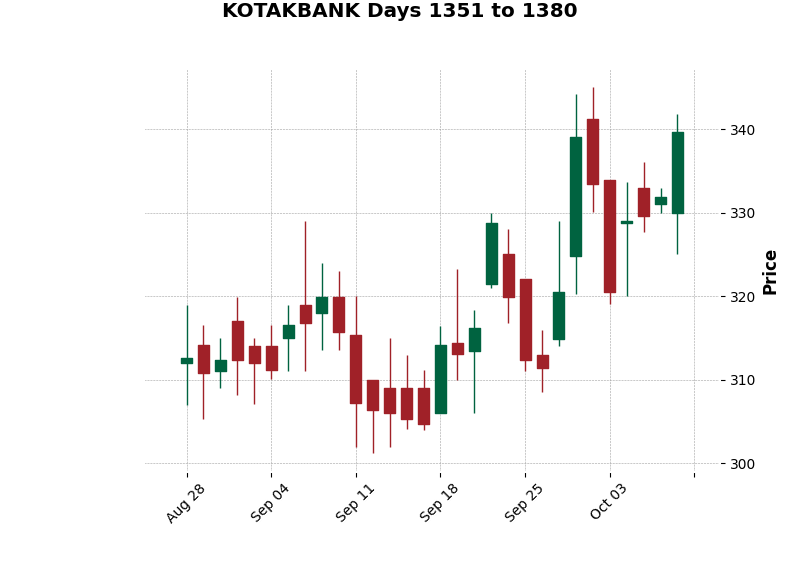 KOTAKBANK Days 1351 to 1380
340
330
320
310
300
Price
Aug 28
Sep 04
Sep 11
Sep 18
Sep 25
Oct 03